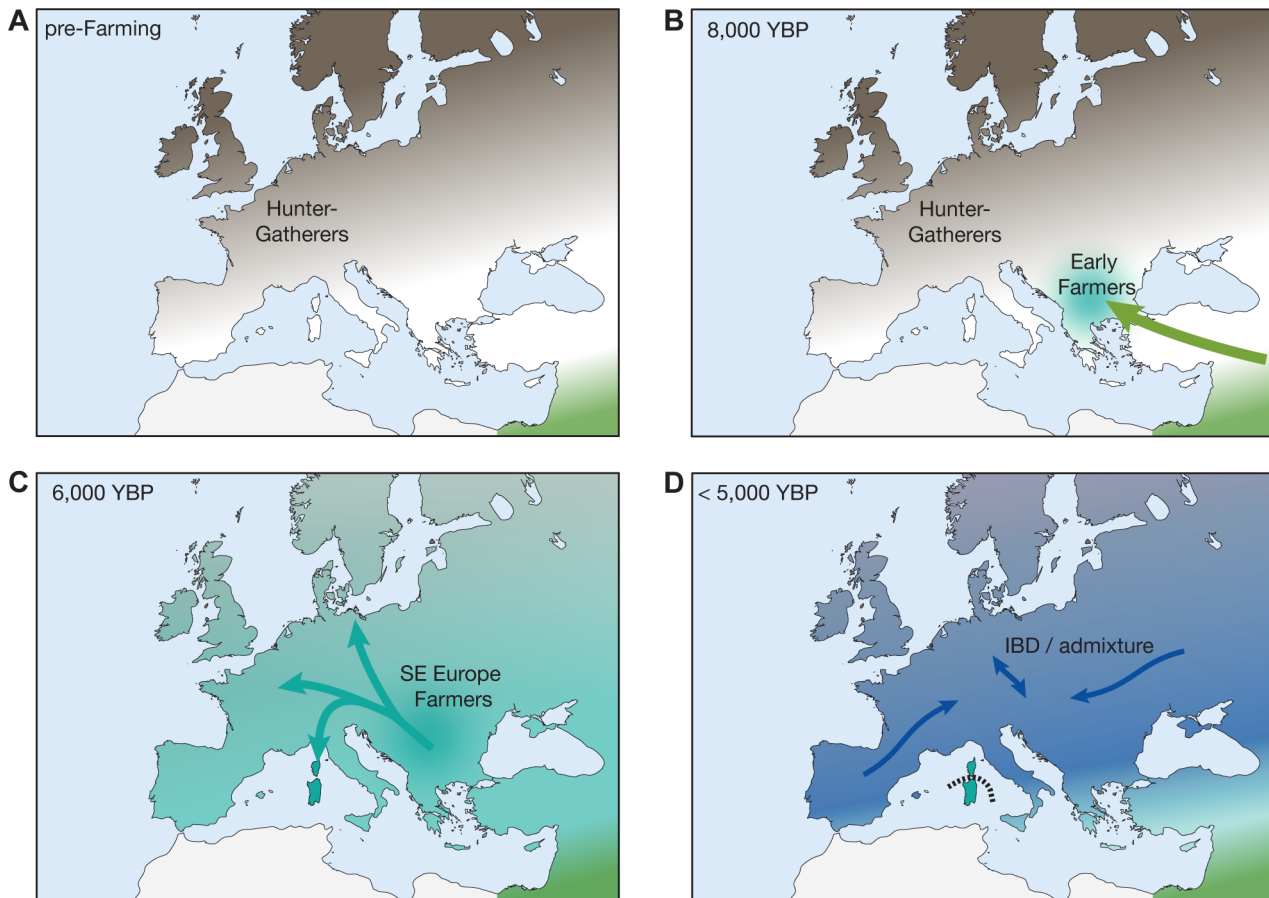 A
pre-Farming
Hunter-
Gatherers
B
8,000 YBP
Hunter-
Gatherers
Early
Farmers
C
6,000 YBP
SE Europe
Farmers
D
< 5,000 YBP
IBD / admixture